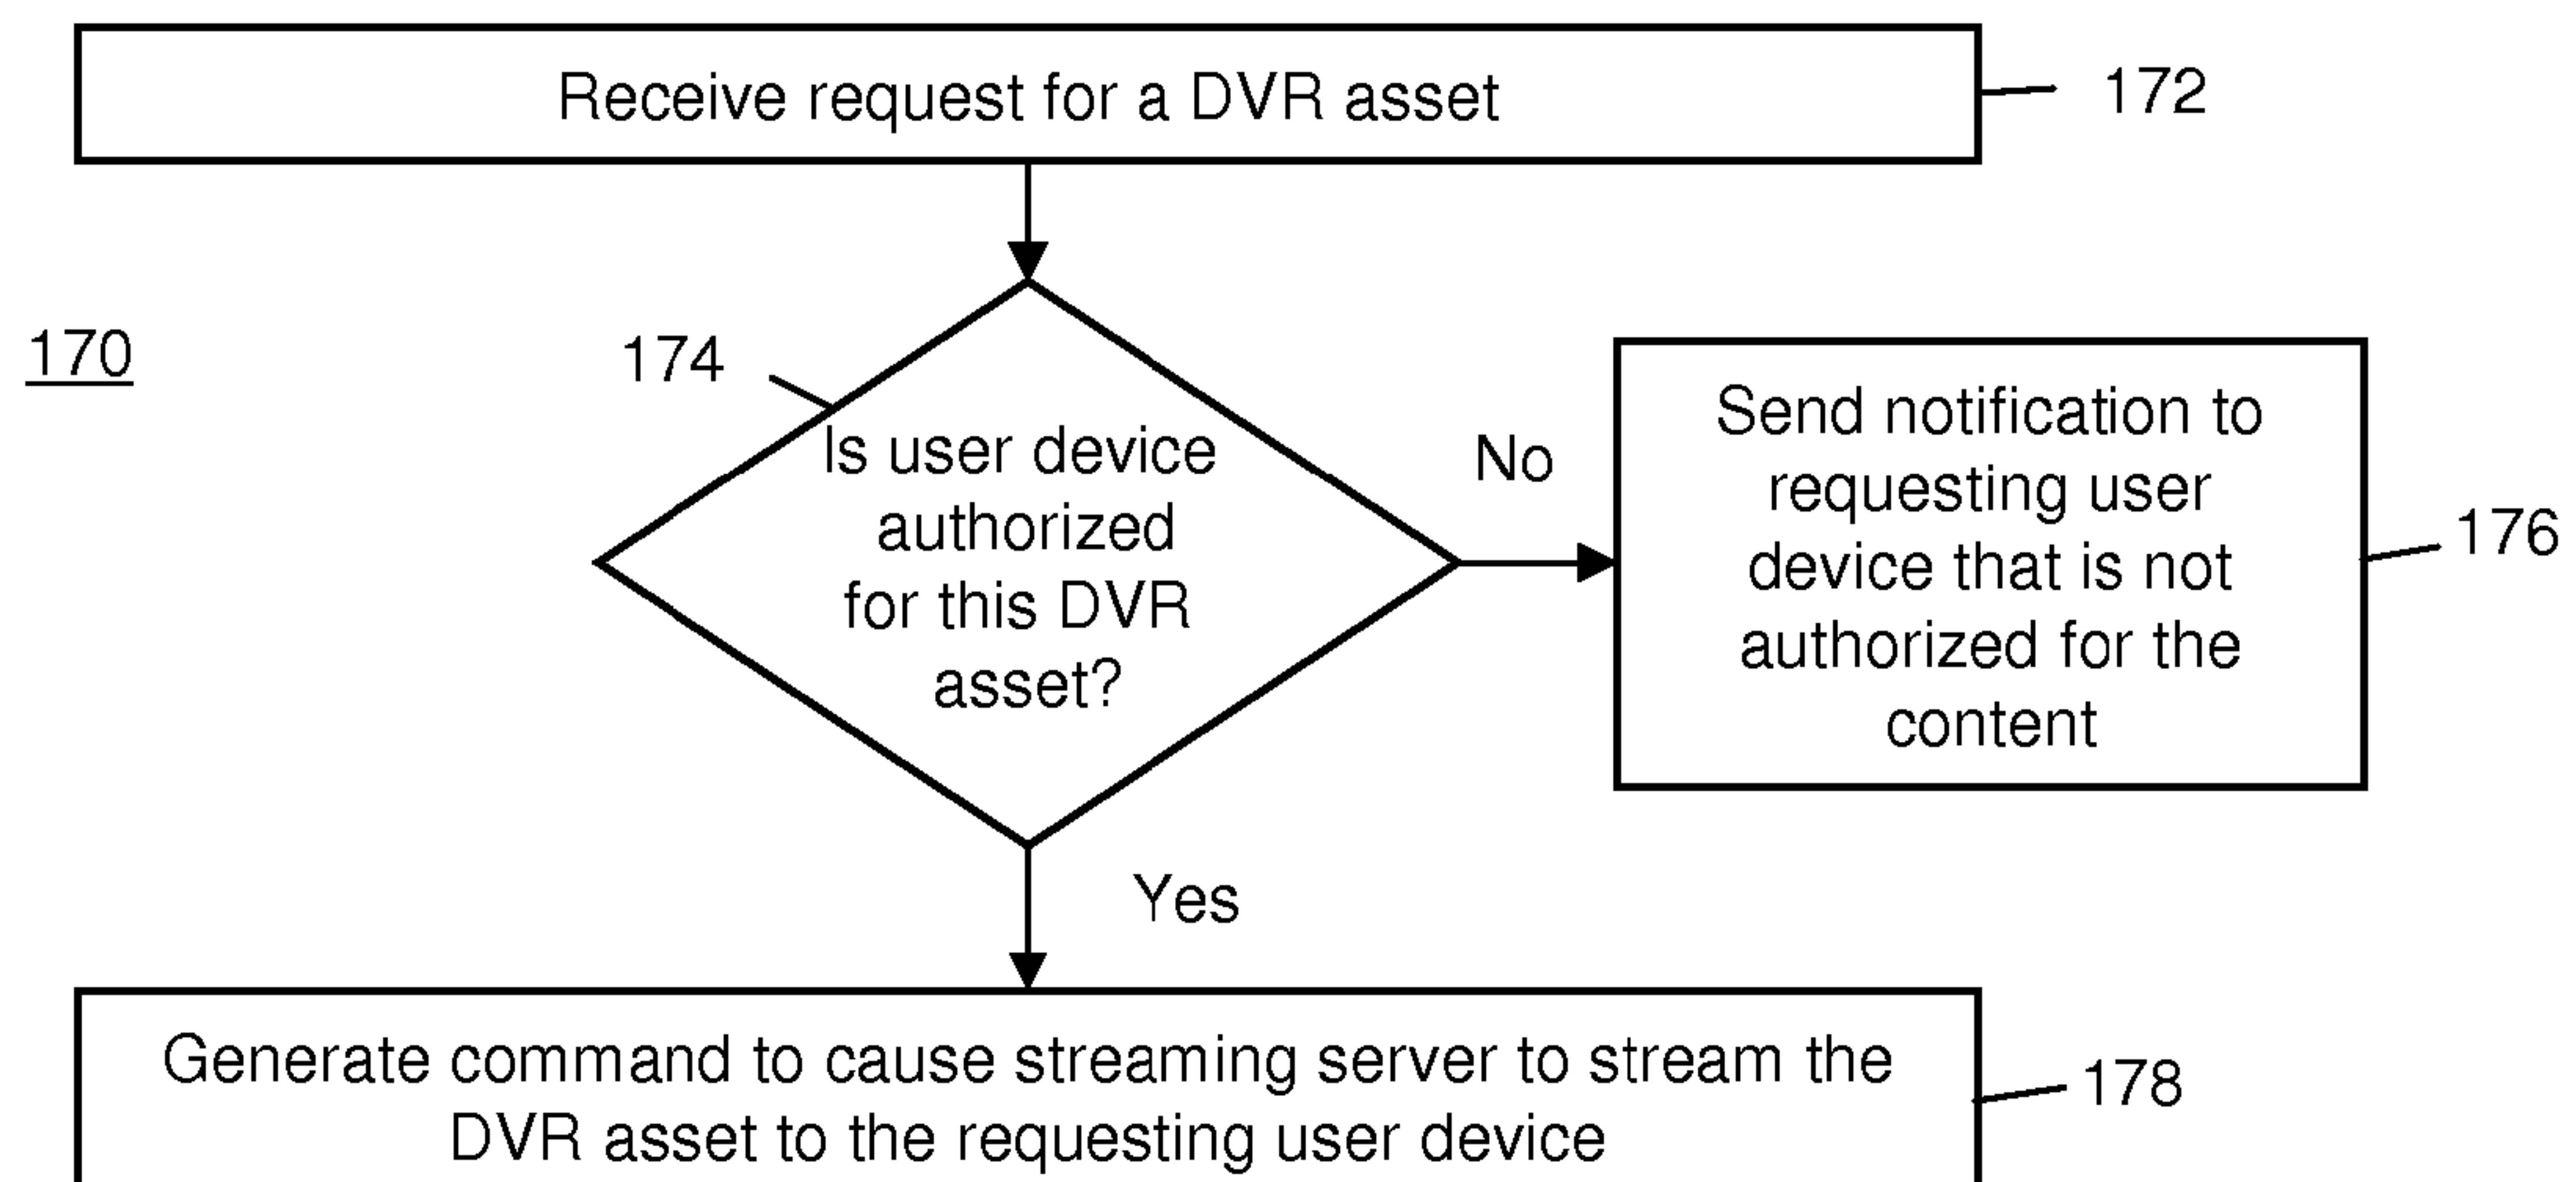 Receive request for a DVR asset
172
170
174
Is user device
authorized
for this DVR
asset?
No
Send notification to
requesting user
device that is not
authorized for the
content
176
Yes
Generate command to cause streaming server to stream the
DVR asset to the requesting user device
178